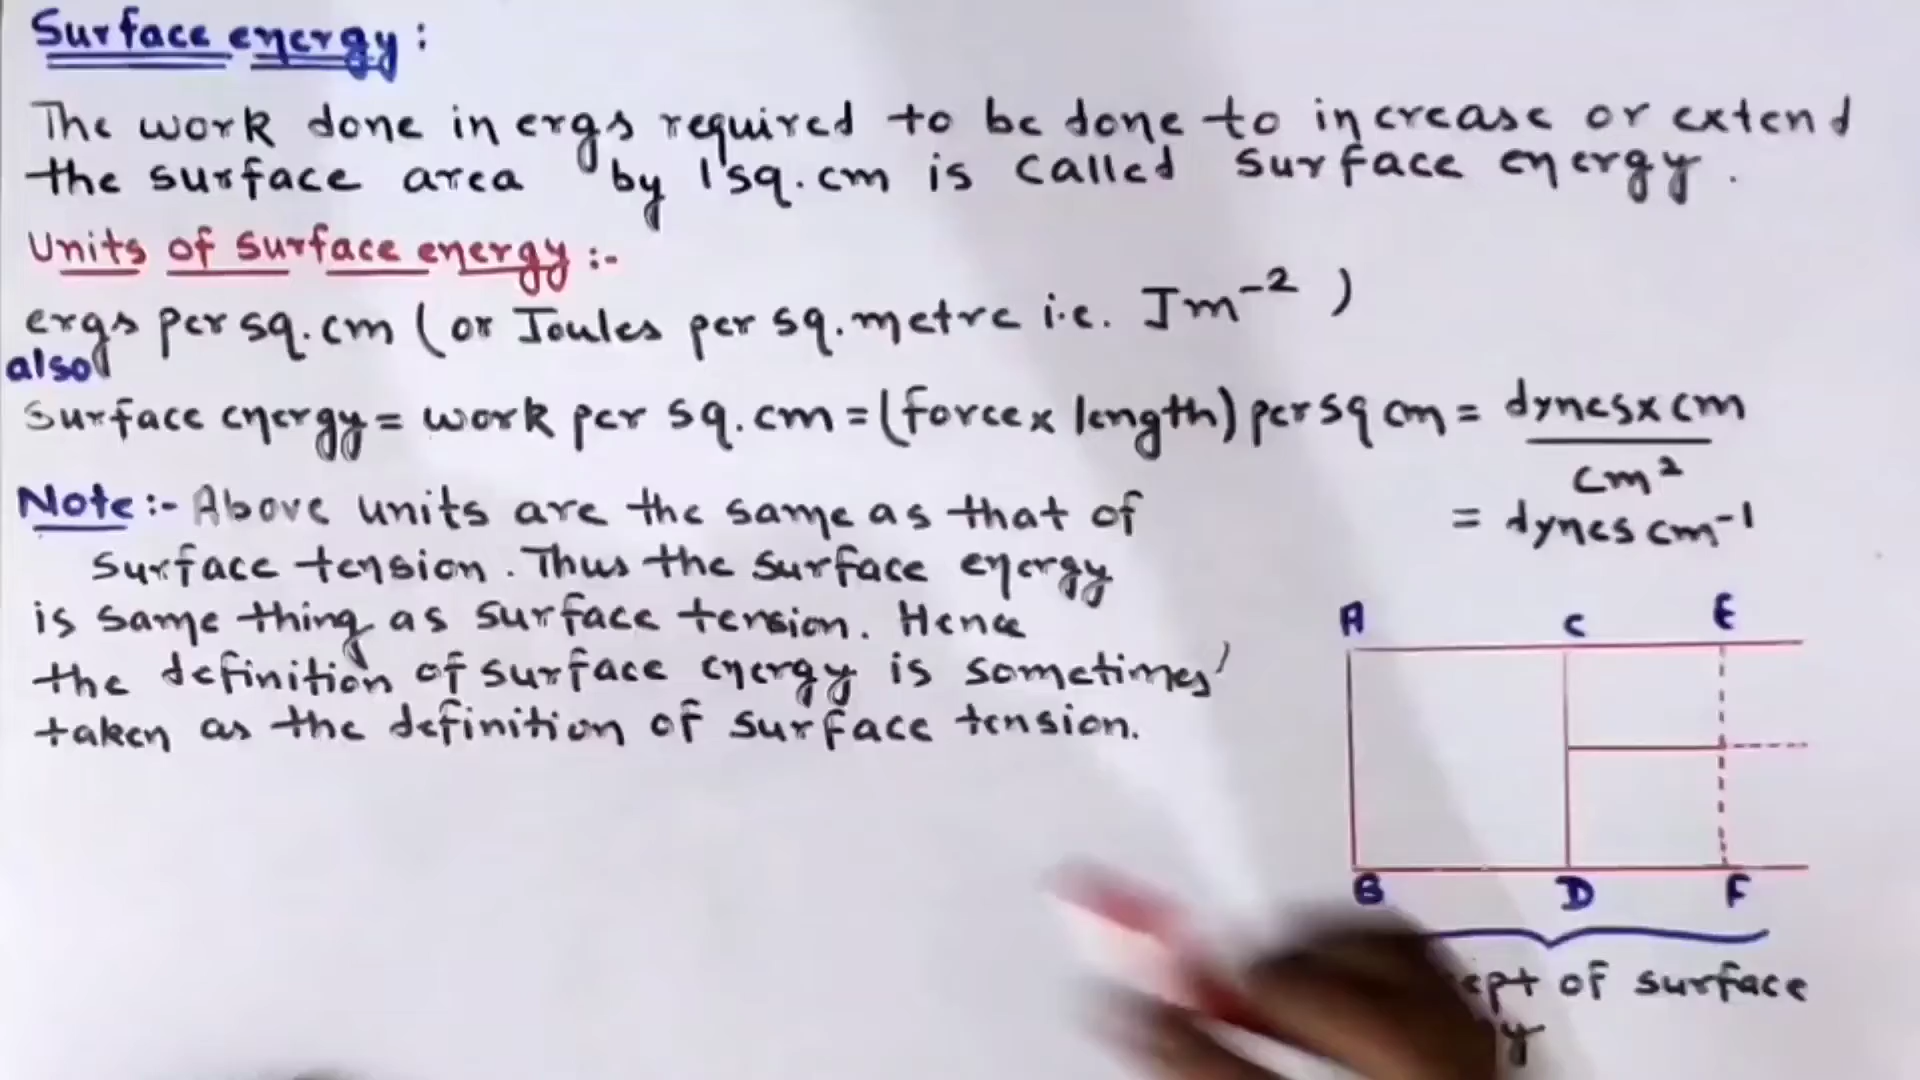 Surface energy:
The work done in ergs required to be done to increase or extend
the surface area by 1 sq.cm is called surface energy.
Units of surface energy :-
ergs per sq.cm (or Joules per sq.metre i.e. Jm⁻²)
also
Surface energy = work per sq.cm = (force x length) per sq cm = dynes x cm
cm²
= dynes cm⁻¹
Note :- Above units are the same as that of
surface tension. Thus the surface energy
is same thing as surface tension. Hence
the definition of surface energy is sometimes
taken as the definition of surface tension.
A C E
B D F
of surface